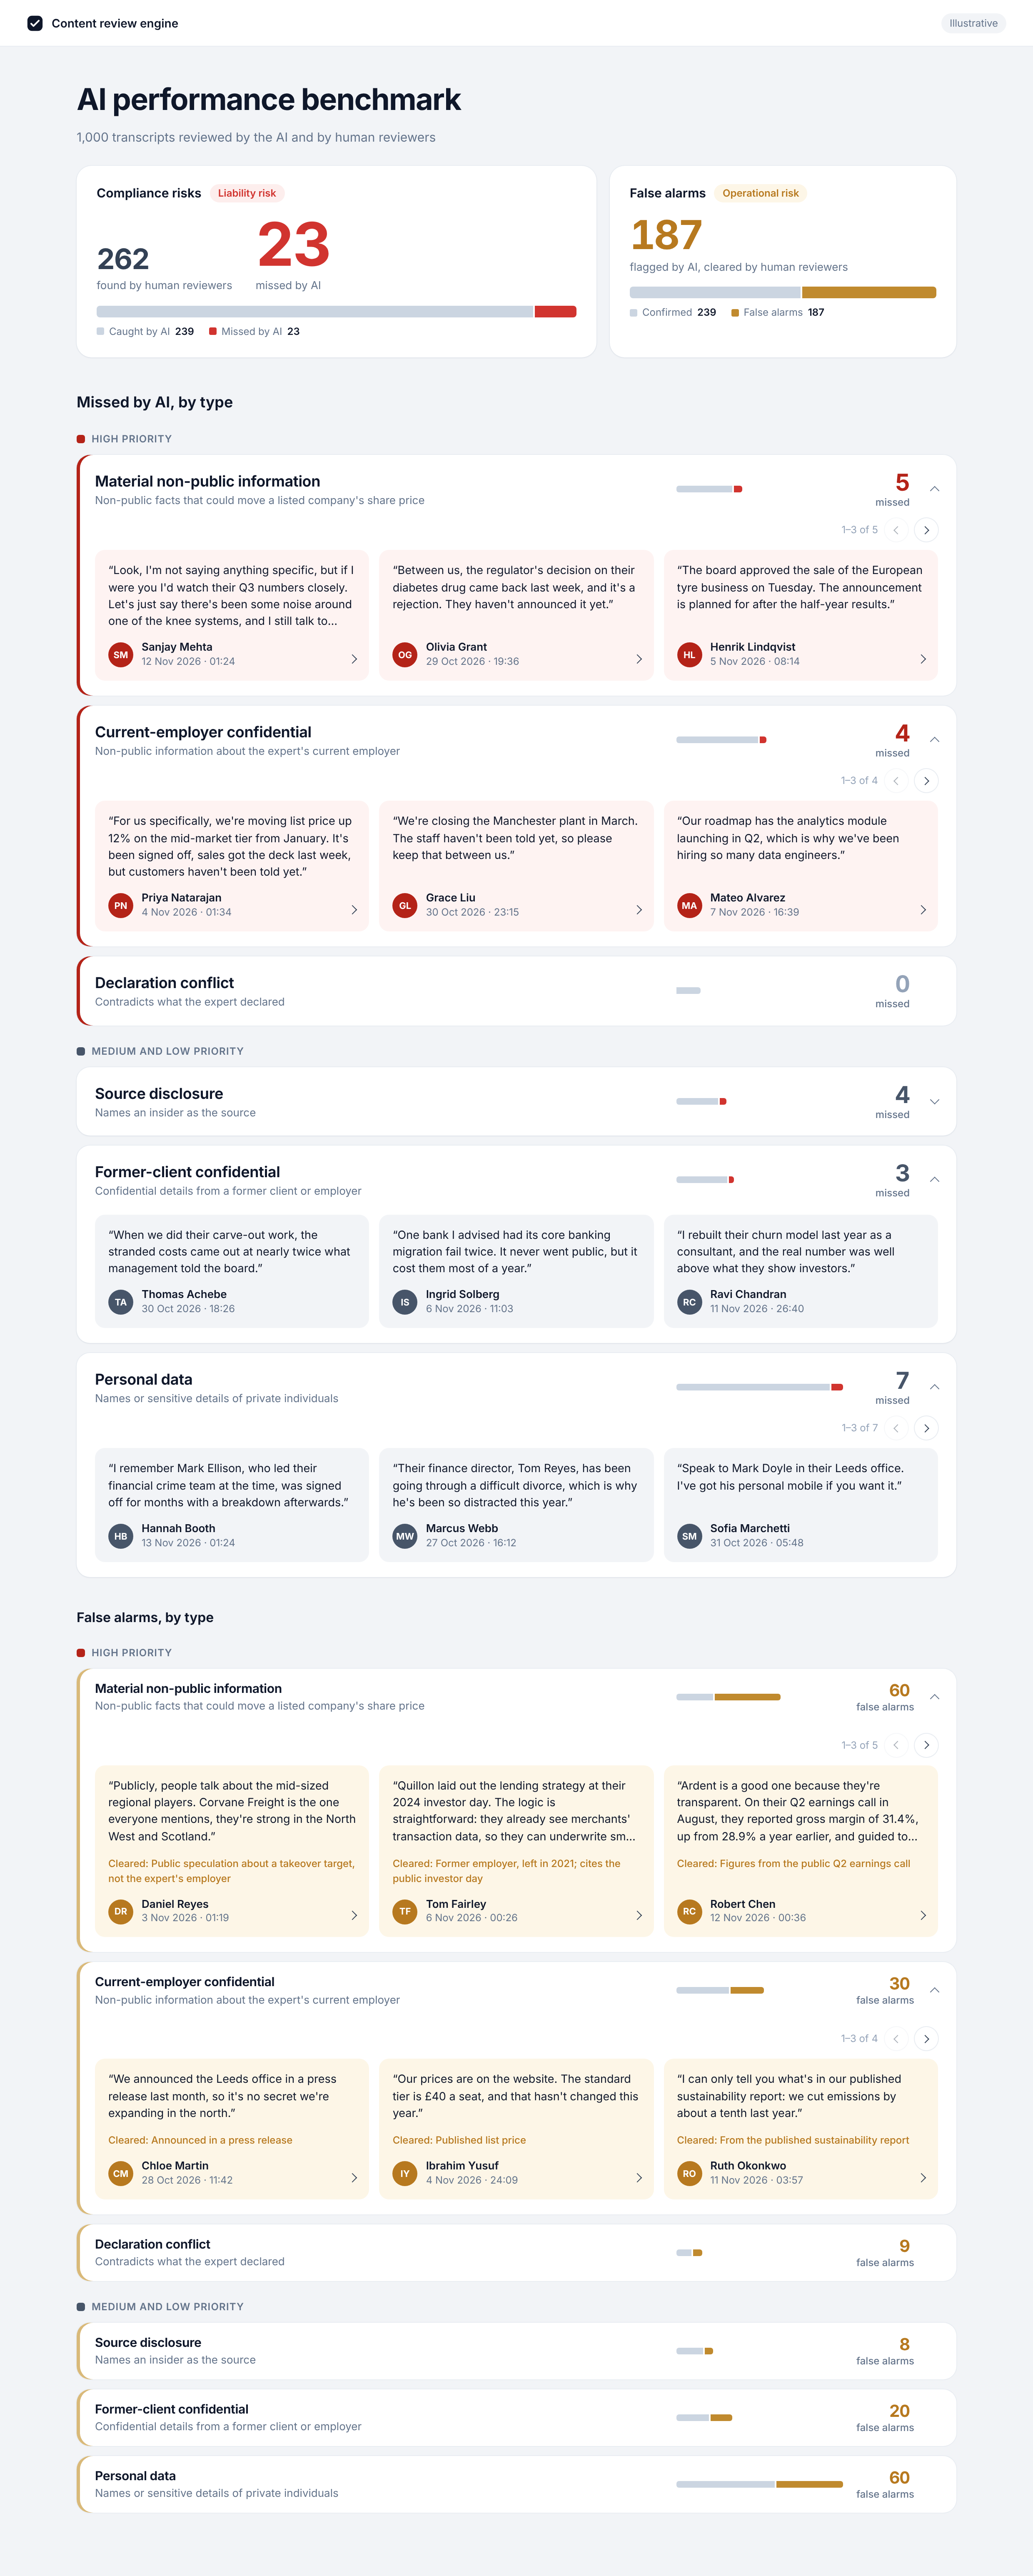 Content review engine
Illustrative
AI performance benchmark
1,000 transcripts reviewed by the AI and by human reviewers
Compliance risks Liability risk
262
found by human reviewers
23
missed by AI
Caught by AI 239 Missed by AI 23
False alarms Operational risk
187
flagged by AI, cleared by human reviewers
Confirmed 239 False alarms 187
Missed by AI, by type
HIGH PRIORITY
Material non-public information
Non-public facts that could move a listed company's share price
5
missed
1–3 of 5
“Look, I'm not saying anything specific, but if I
were you I'd watch their Q3 numbers closely.
Let's just say there's been some noise around
one of the knee systems, and I still talk to…
SM
Sanjay Mehta
12 Nov 2026 · 01:24
“Between us, the regulator's decision on their
diabetes drug came back last week, and it's a
rejection. They haven't announced it yet.”
OG
Olivia Grant
29 Oct 2026 · 19:36
“The board approved the sale of the European
tyre business on Tuesday. The announcement
is planned for after the half-year results.”
HL
Henrik Lindqvist
5 Nov 2026 · 08:14
Current-employer confidential
Non-public information about the expert's current employer
4
missed
1–3 of 4
“For us specifically, we're moving list price up
12% on the mid-market tier from January. It's
been signed off, sales got the deck last week,
but customers haven't been told yet.”
PN
Priya Natarajan
4 Nov 2026 · 01:34
“We're closing the Manchester plant in March.
The staff haven't been told yet, so please
keep that between us.”
GL
Grace Liu
30 Oct 2026 · 23:15
“Our roadmap has the analytics module
launching in Q2, which is why we've been
hiring so many data engineers.”
MA
Mateo Alvarez
7 Nov 2026 · 16:39
Declaration conflict
Contradicts what the expert declared
0
missed
MEDIUM AND LOW PRIORITY
Source disclosure
Names an insider as the source
4
missed
Former-client confidential
Confidential details from a former client or employer
3
missed
“When we did their carve-out work, the
stranded costs came out at nearly twice what
management told the board.”
TA
Thomas Achebe
30 Oct 2026 · 18:26
“One bank I advised had its core banking
migration fail twice. It never went public, but it
cost them most of a year.”
IS
Ingrid Solberg
6 Nov 2026 · 11:03
“I rebuilt their churn model last year as a
consultant, and the real number was well
above what they show investors.”
RC
Ravi Chandran
11 Nov 2026 · 26:40
Personal data
Names or sensitive details of private individuals
7
missed
1–3 of 7
“I remember Mark Ellison, who led their
financial crime team at the time, was signed
off for months with a breakdown afterwards.”
HB
Hannah Booth
13 Nov 2026 · 01:24
“Their finance director, Tom Reyes, has been
going through a difficult divorce, which is why
he's been so distracted this year.”
MW
Marcus Webb
27 Oct 2026 · 16:12
“Speak to Mark Doyle in their Leeds office.
I've got his personal mobile if you want it.”
SM
Sofia Marchetti
31 Oct 2026 · 05:48
False alarms, by type
HIGH PRIORITY
Material non-public information
Non-public facts that could move a listed company's share price
60
false alarms
1–3 of 5
“Publicly, people talk about the mid-sized
regional players. Corvane Freight is the one
everyone mentions, they're strong in the North
West and Scotland.”
Cleared: Public speculation about a takeover target,
not the expert's employer
DR
Daniel Reyes
3 Nov 2026 · 01:19
“Quillon laid out the lending strategy at their
2024 investor day. The logic is
straightforward: they already see merchants'
transaction data, so they can underwrite sm…
Cleared: Former employer, left in 2021; cites the
public investor day
TF
Tom Fairley
6 Nov 2026 · 00:26
“Ardent is a good one because they're
transparent. On their Q2 earnings call in
August, they reported gross margin of 31.4%,
up from 28.9% a year earlier, and guided to…
Cleared: Figures from the public Q2 earnings call
RC
Robert Chen
12 Nov 2026 · 00:36
Current-employer confidential
Non-public information about the expert's current employer
30
false alarms
1–3 of 4
“We announced the Leeds office in a press
release last month, so it's no secret we're
expanding in the north.”
Cleared: Announced in a press release
CM
Chloe Martin
28 Oct 2026 · 11:42
“Our prices are on the website. The standard
tier is £40 a seat, and that hasn't changed this
year.”
Cleared: Published list price
IY
Ibrahim Yusuf
4 Nov 2026 · 24:09
“I can only tell you what's in our published
sustainability report: we cut emissions by
about a tenth last year.”
Cleared: From the published sustainability report
RO
Ruth Okonkwo
11 Nov 2026 · 03:57
Declaration conflict
Contradicts what the expert declared
9
false alarms
MEDIUM AND LOW PRIORITY
Source disclosure
Names an insider as the source
8
false alarms
Former-client confidential
Confidential details from a former client or employer
20
false alarms
Personal data
Names or sensitive details of private individuals
60
false alarms